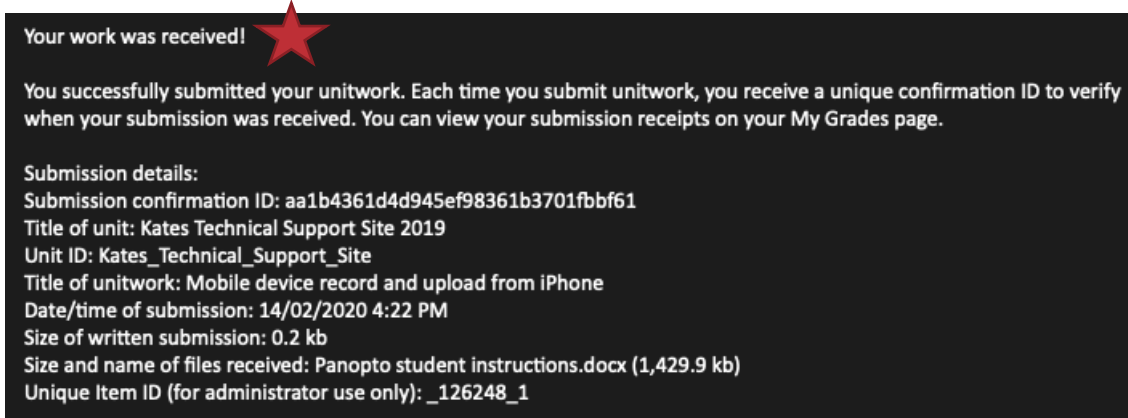 Your work was received!
You successfully submitted your unitwork. Each time you submit unitwork, you receive a unique confirmation ID to verify
when your submission was received. You can view your submission receipts on your My Grades page.
Submission details:
Submission confirmation ID: aa1b4361d4d945ef98361b3701fbbf61
Title of unit: Kates Technical Support Site 2019
Unit ID: Kates_Technical_Support_Site
Title of unitwork: Mobile device record and upload from iPhone
Date/time of submission: 14/02/2020 4:22 PM
Size of written submission: 0.2 kb
Size and name of files received: Panopto student instructions.docx (1,429.9 kb)
Unique Item ID (for administrator use only): _126248_1